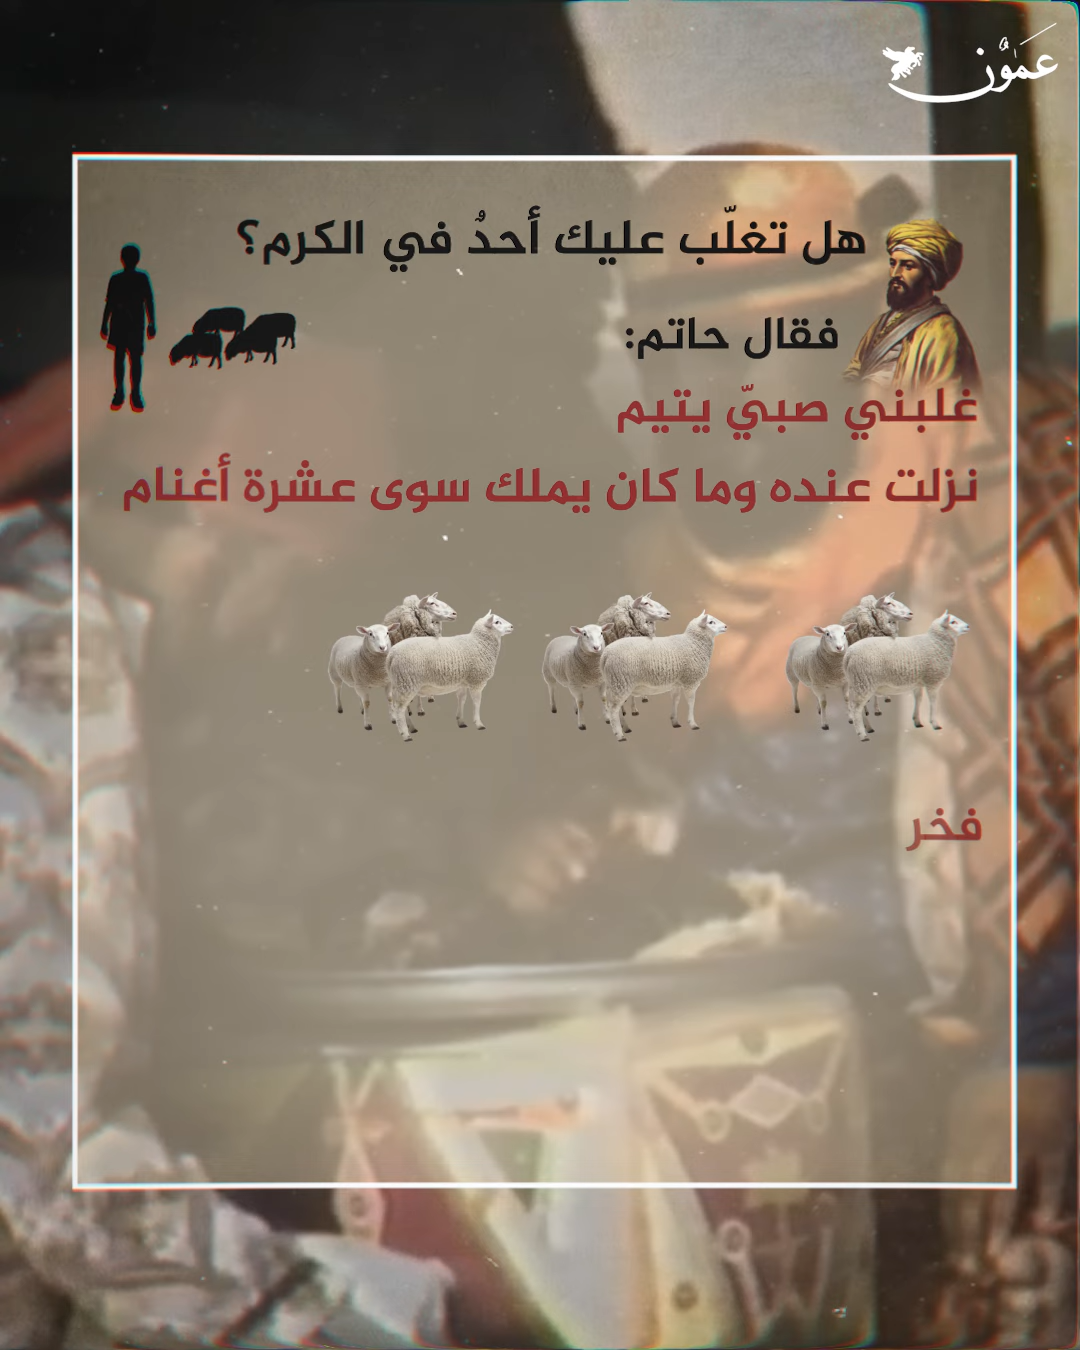 عمون
هل تغلّب عليك أحدٌ في الكرم؟
فقال حاتم:
غلبني صبيّ يتيم
نزلت عنده وما كان يملك سوى عشرة أغنام
فخر